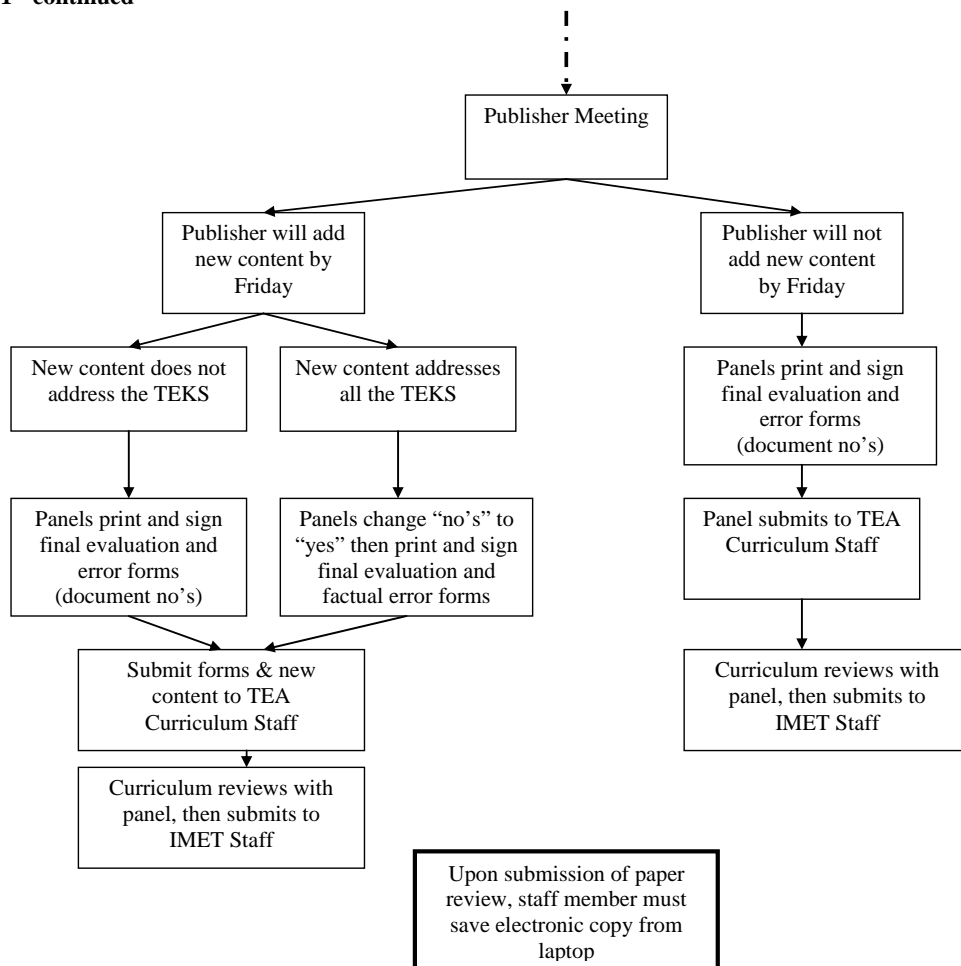 continued
Publisher Meeting
Publisher will add
new content by
Friday
Publisher will not
add new content
by Friday
New content does not
address the TEKS
New content addresses
all the TEKS
Panels print and sign
final evaluation and
error forms
(document no's)
Panels print and sign
final evaluation and
error forms
(document no's)
Panels change “no's” to
“yes” then print and sign
final evaluation and
factual error forms
Panel submits to TEA
Curriculum Staff
Submit forms & new
content to TEA
Curriculum Staff
Curriculum reviews with
panel, then submits to
IMET Staff
Curriculum reviews with
panel, then submits to
IMET Staff
Upon submission of paper
review, staff member must
save electronic copy from
laptop